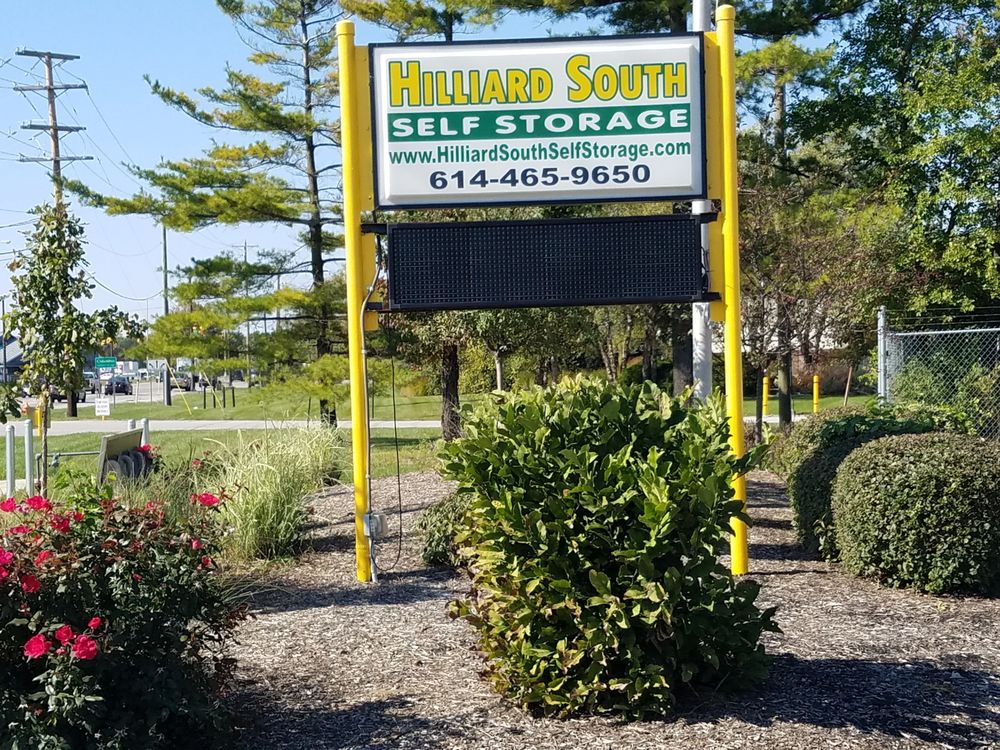 HILLIARD SOUTH
SELF STORAGE
www.HilliardSouthSelfStorage.com
614-465-9650